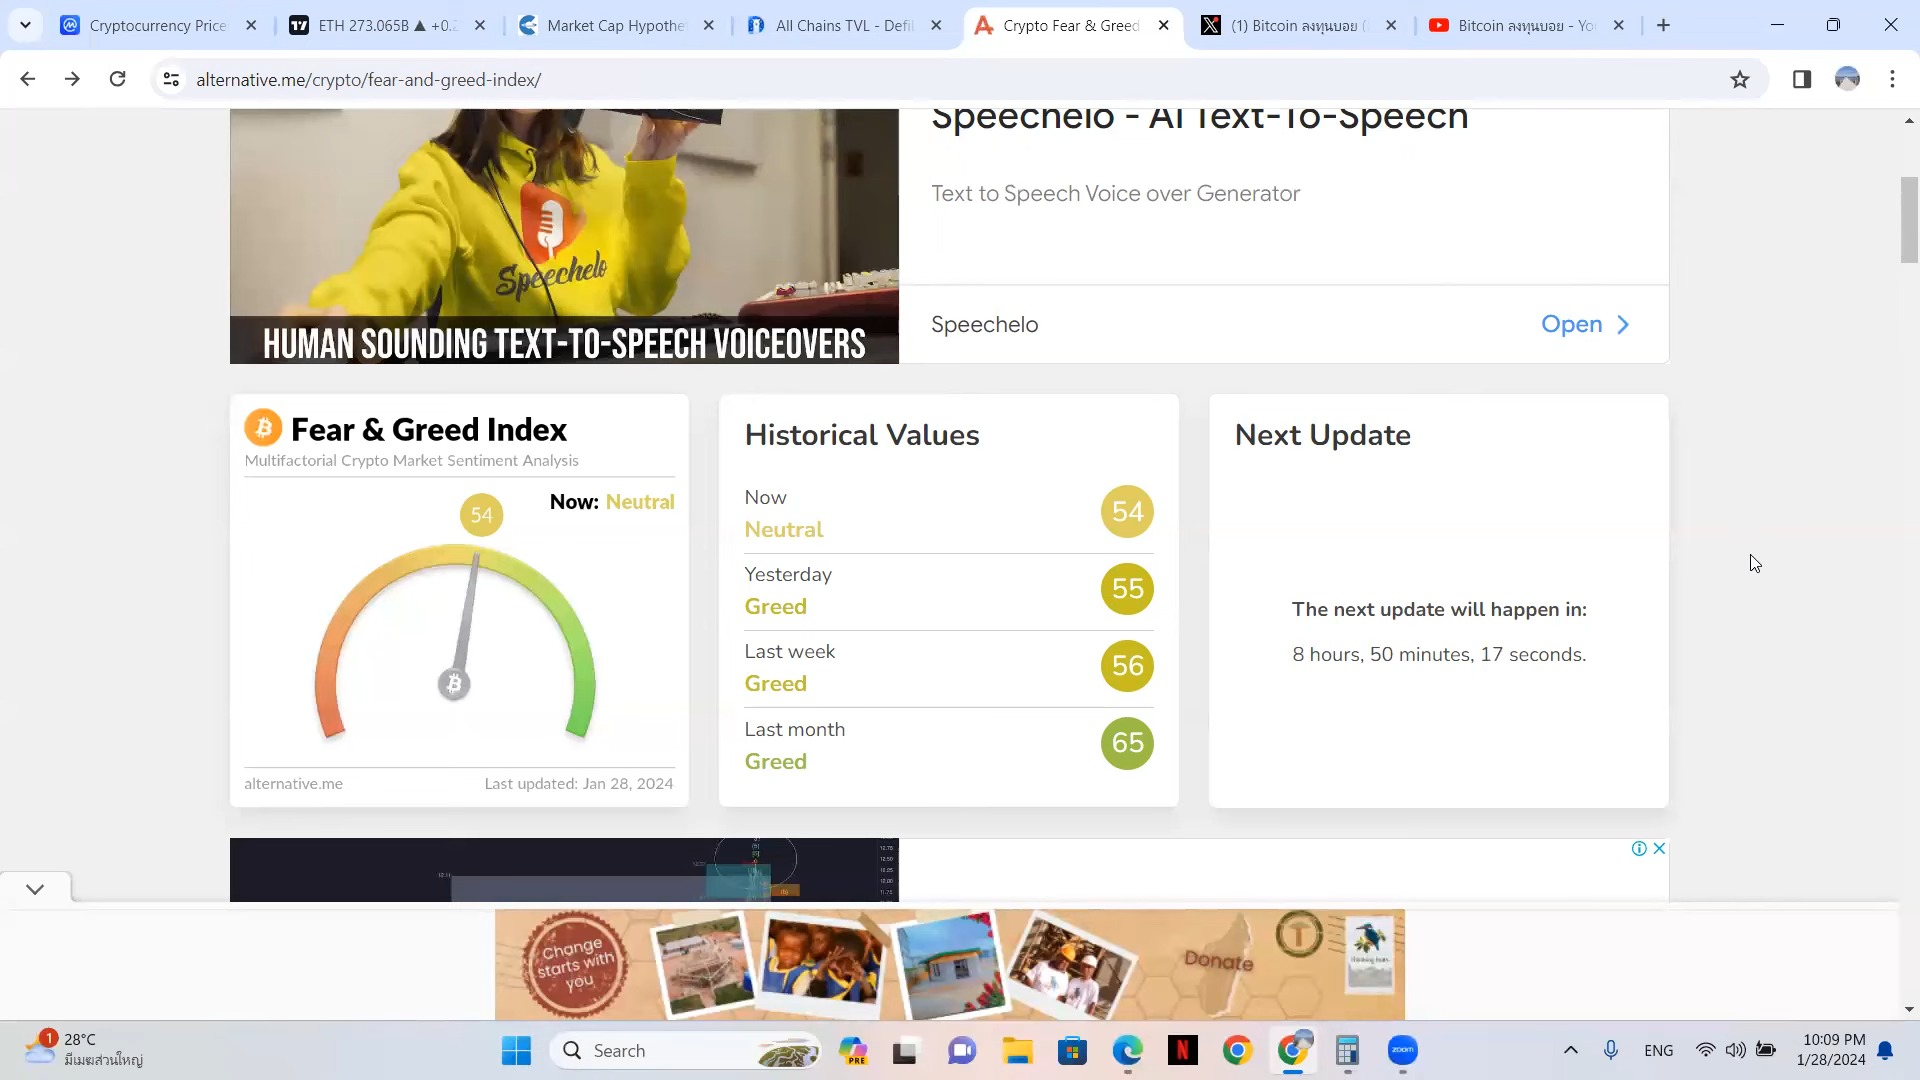 Cryptocurrency Price
ETH 273.065B ▲ +0.2
Market Cap Hypothe
All Chains TVL - Defil
Crypto Fear & Greed
(1) Bitcoin ลงทุนบอย (
Bitcoin ลงทุนบอย - Yo
alternative.me/crypto/fear-and-greed-index/
Speechelo - AI Text-To-Speech
Text to Speech Voice over Generator
Speechelo
HUMAN SOUNDING TEXT-TO-SPEECH VOICEOVERS
Speechelo
Open
Fear & Greed Index
Multifactorial Crypto Market Sentiment Analysis
Now: Neutral
54
alternative.me
Last updated: Jan 28, 2024
Historical Values
Now
Neutral
54
Yesterday
Greed
55
Last week
Greed
56
Last month
Greed
65
Next Update
The next update will happen in:
8 hours, 50 minutes, 17 seconds.
Change
starts with
you
Donate
1
28°C
มีเมฆส่วนใหญ่
Search
PRE
zoom
ENG
10:09 PM
1/28/2024